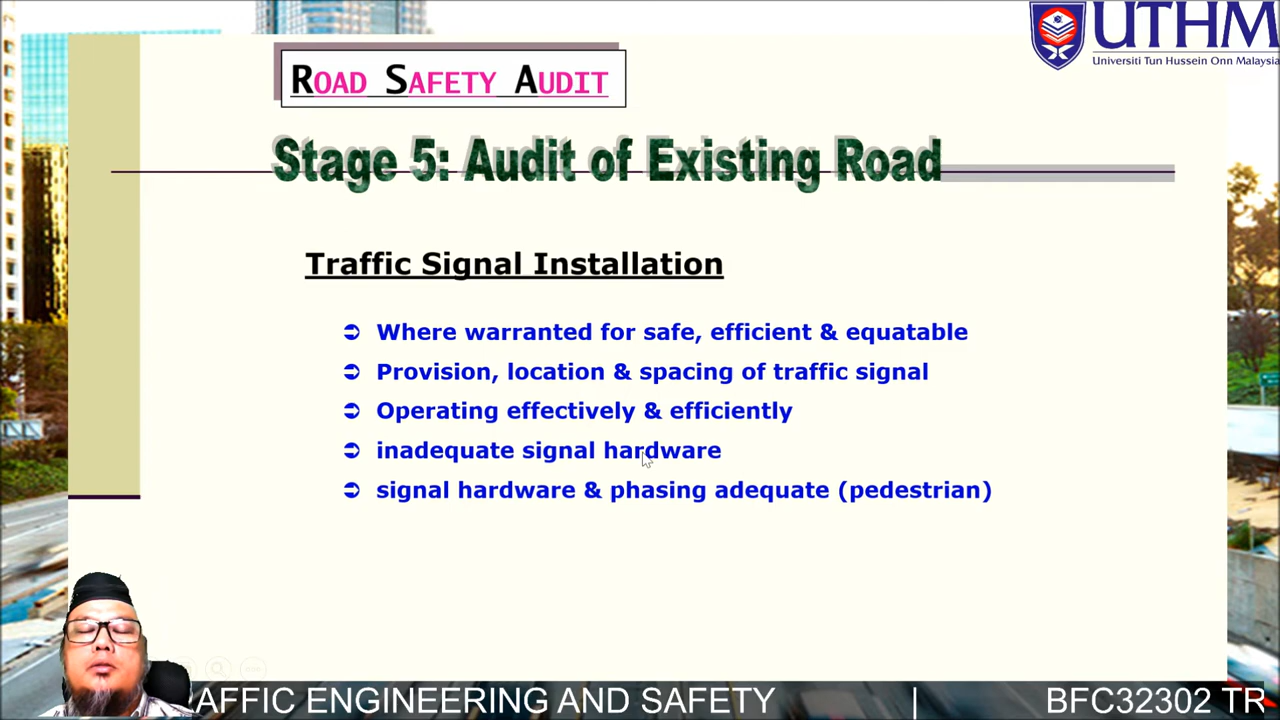 UTHM
Universiti Tun Hussein Onn Malaysia
ROAD SAFETY AUDIT
Stage 5: Audit of Existing Road
Traffic Signal Installation
Where warranted for safe, efficient & equatable
Provision, location & spacing of traffic signal
Operating effectively & efficiently
inadequate signal hardware
signal hardware & phasing adequate (pedestrian)
AFFIC ENGINEERING AND SAFETY | BFC32302 TR